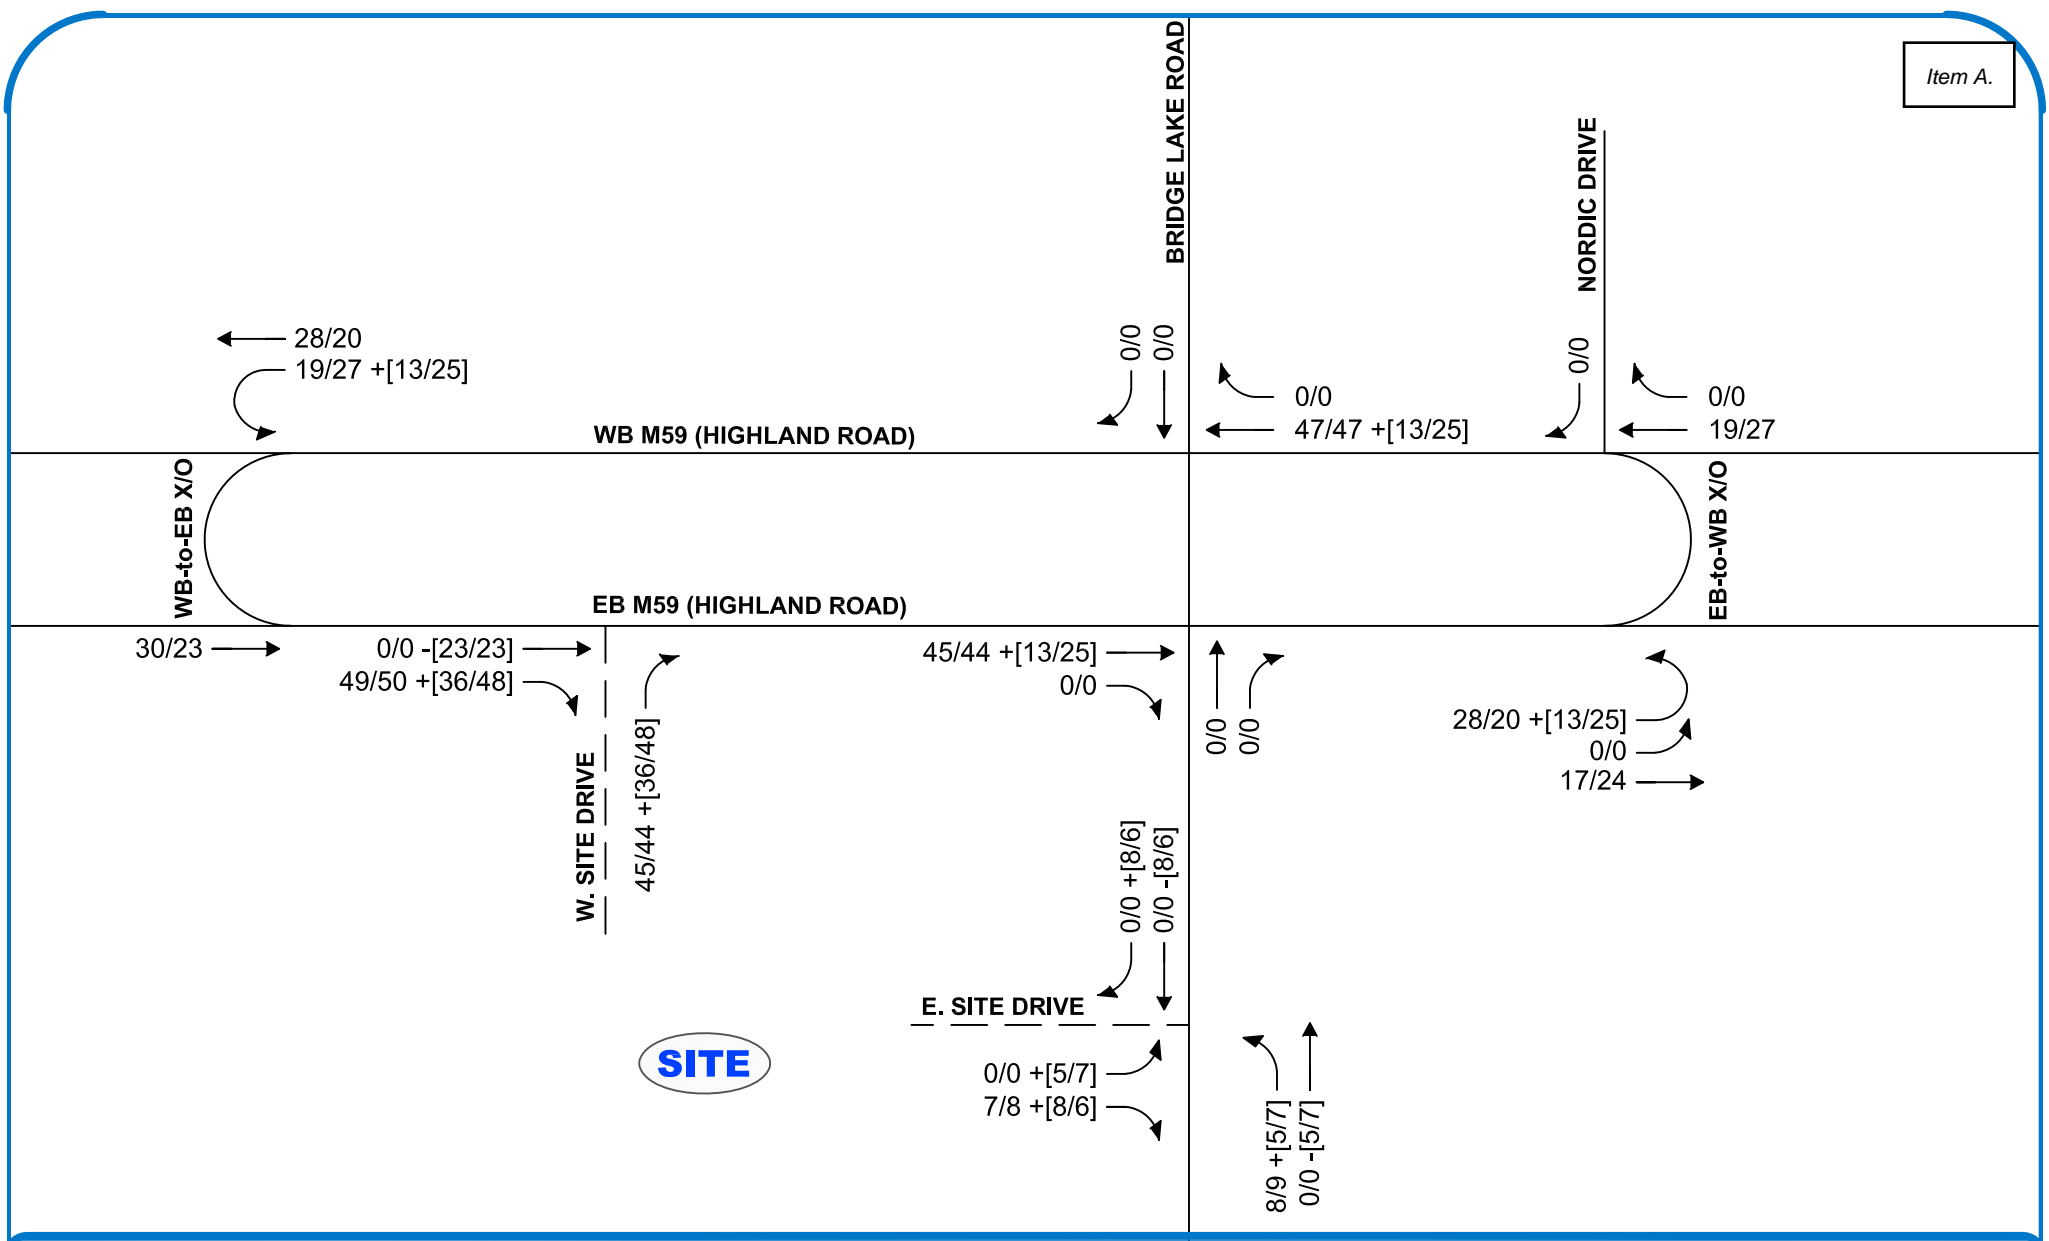 Item A.
BRIDGE LAKE ROAD
NORDIC DRIVE
28/20
19/27 +[13/25]
0/0
0/0
0/0
47/47 +[13/25]
0/0
0/0
19/27
WB M59 (HIGHLAND ROAD)
WB-to-EB X/O
EB-to-WB X/O
EB M59 (HIGHLAND ROAD)
30/23
0/0 -[23/23]
49/50 +[36/48]
W. SITE DRIVE
45/44 +[36/48]
45/44 +[13/25]
0/0
0/0
0/0
28/20 +[13/25]
0/0
17/24
0/0 +[8/6]
0/0 -[8/6]
E. SITE DRIVE
SITE
0/0 +[5/7]
7/8 +[8/6]
8/9 +[5/7]
0/0 -[5/7]